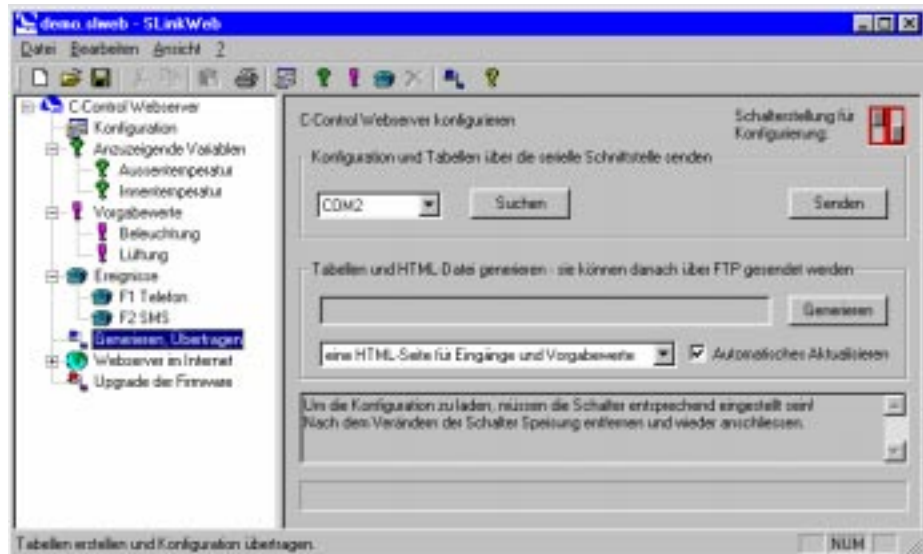 demo.slweb - SLinkWeb
Datei Bearbeiten Ansicht ?
C-Control Webserver
Konfiguration
Anzuzeigende Variablen
Aussentemperatur
Innentemperatur
Vorgabewerte
Beleuchtung
Lüftung
Ereignisse
F1 Telefon
F2 SMS
Generieren, Übertragen
Webserver im Internet
Upgrade der Firmware
C-Control Webserver konfigurieren
Schalterstellung für
Konfigurierung:
Konfiguration und Tabellen über die serielle Schnittstelle senden
COM2
Suchen
Senden
Tabellen und HTML-Datei generieren - sie können danach über FTP gesendet werden
Generieren
eine HTML-Seite für Eingänge und Vorgabewerte
Automatisches Aktualisieren
Um die Konfiguration zu laden, müssen die Schalter entsprechend eingestellt sein!
Nach dem Verändern der Schalter Speisung entfernen und wieder anschliessen.
Tabellen erstellen und Konfiguration übertragen.
NUM